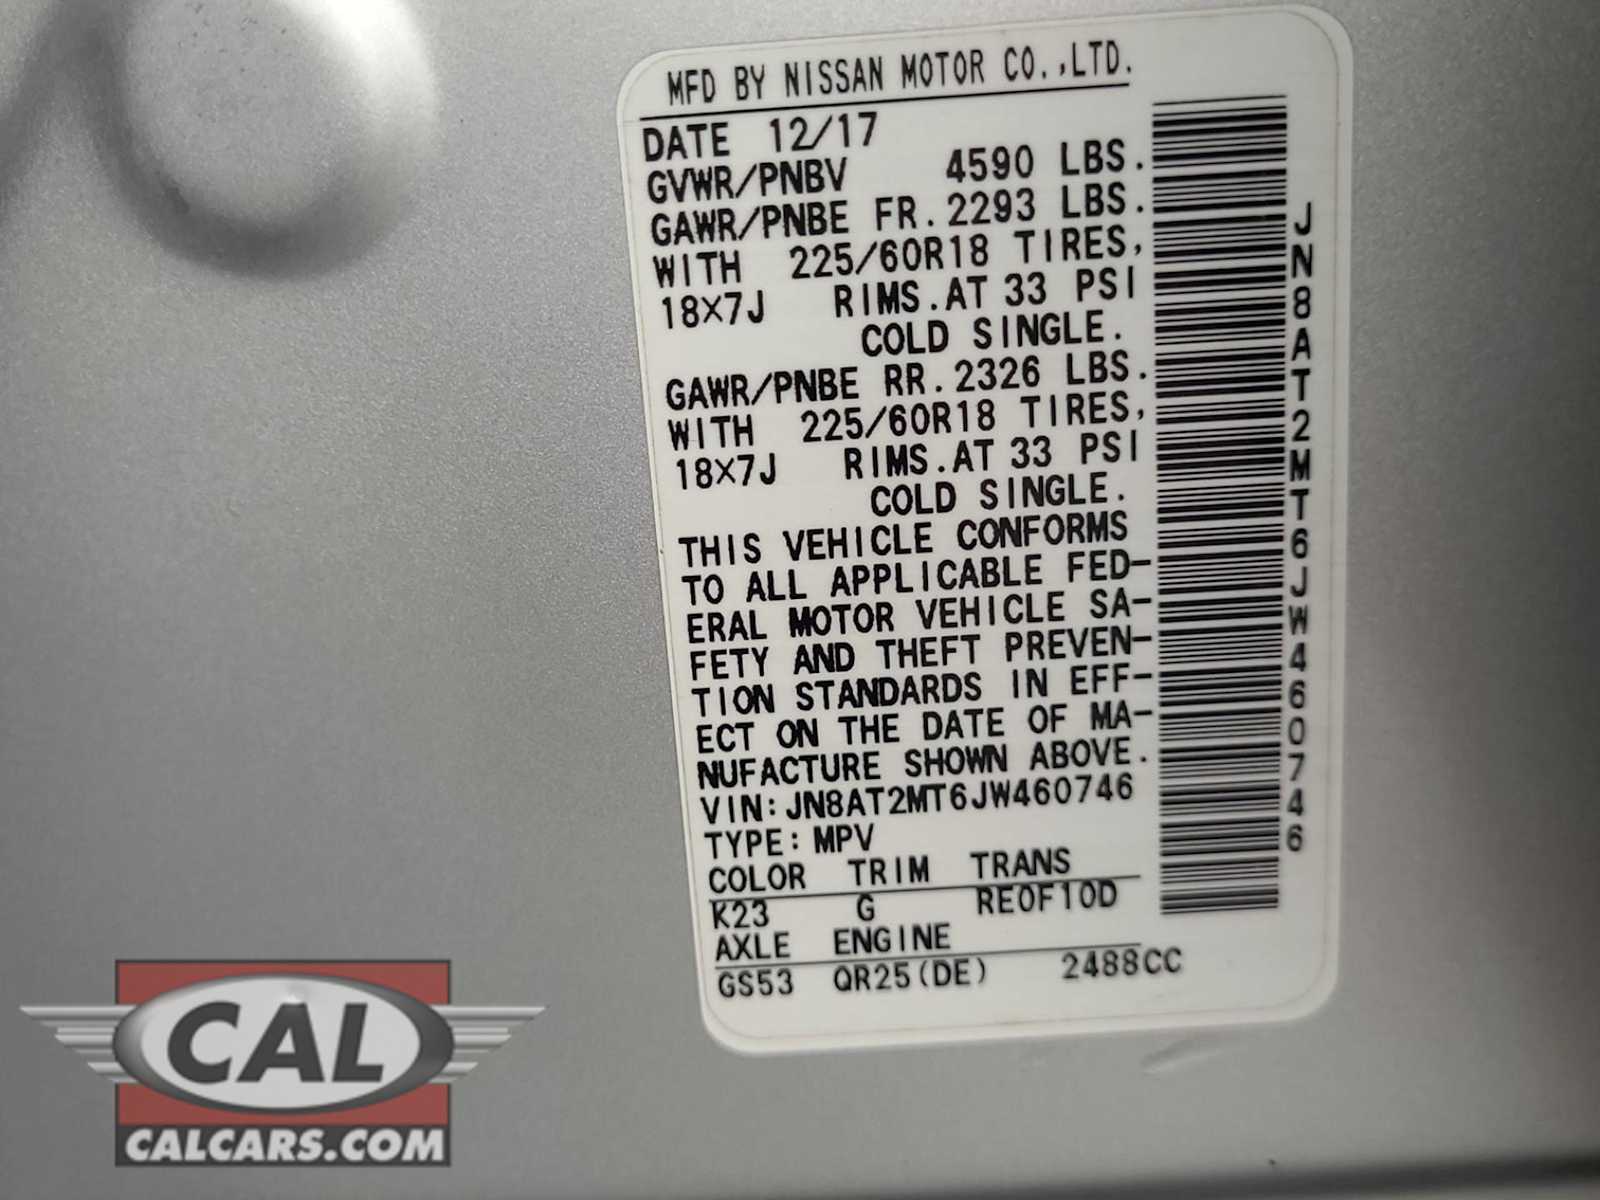 MFD BY NISSAN MOTOR CO.,LTD.
DATE 12/17
GVWR/PNBV 4590 LBS.
GAWR/PNBE FR.2293 LBS.
WITH 225/60R18 TIRES,
18X7J RIMS.AT 33 PSI
COLD SINGLE.
GAWR/PNBE RR.2326 LBS.
WITH 225/60R18 TIRES,
18X7J RIMS.AT 33 PSI
COLD SINGLE.
THIS VEHICLE CONFORMS
TO ALL APPLICABLE FED-
ERAL MOTOR VEHICLE SA-
FETY AND THEFT PREVEN-
TION STANDARDS IN EFF-
ECT ON THE DATE OF MA-
NUFACTURE SHOWN ABOVE.
VIN:JN8AT2MT6JW460746
TYPE:MPV
COLOR TRIM TRANS
K23 G RE0F10D
AXLE ENGINE
GS53 QR25(DE) 2488CC
JN8AT2MT6JW460746
CAL
CALCARS.COM